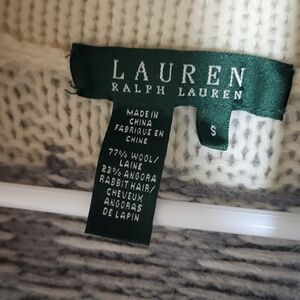 LAUREN
RALPH LAUREN
S
MADE IN
CHINA
FABRIQUE EN
CHINE
77% WOOL/
LAINE
23% ANGORA
RABBIT HAIR/
CHEVEUX
ANGORAS
DE LAPIN